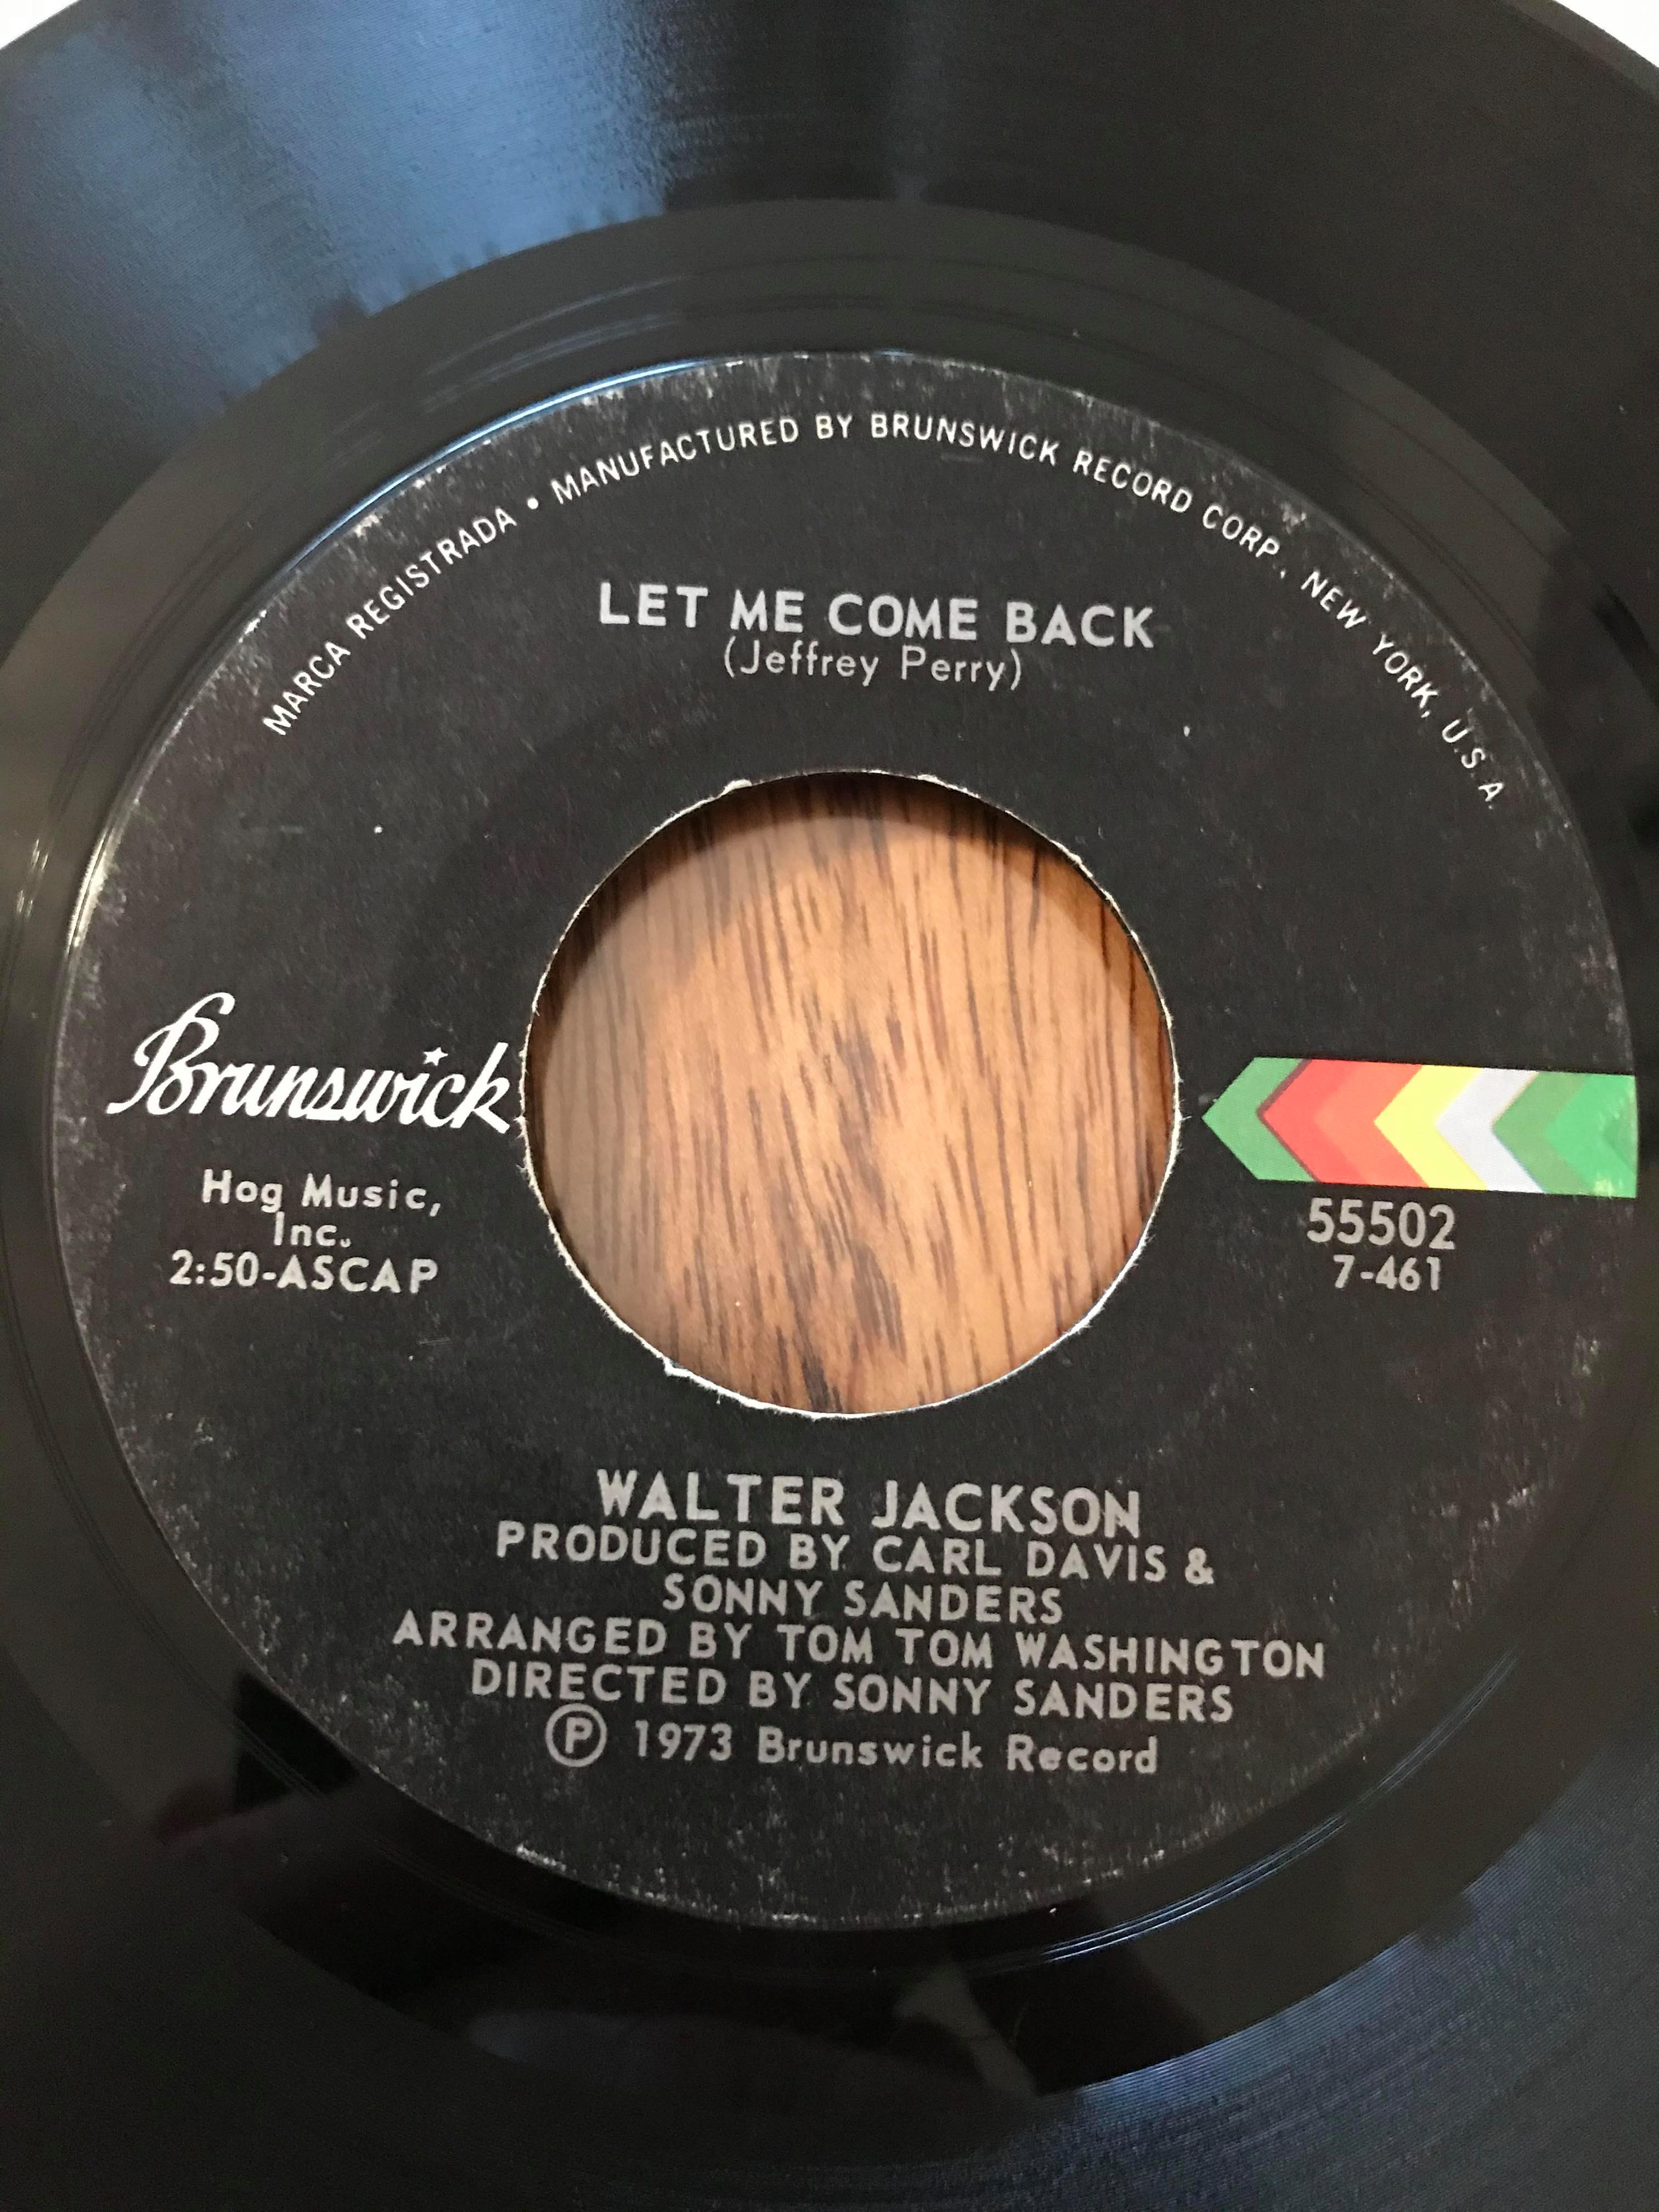 MARCA REGISTRADA • MANUFACTURED BY BRUNSWICK RECORD CORP., NEW YORK, U.S.A.
LET ME COME BACK
(Jeffrey Perry)
Brunswick
Hog Music,
Inc.
2:50-ASCAP
55502
7-461
WALTER JACKSON
PRODUCED BY CARL DAVIS &
SONNY SANDERS
ARRANGED BY TOM TOM WASHINGTON
DIRECTED BY SONNY SANDERS
Ⓟ 1973 Brunswick Record